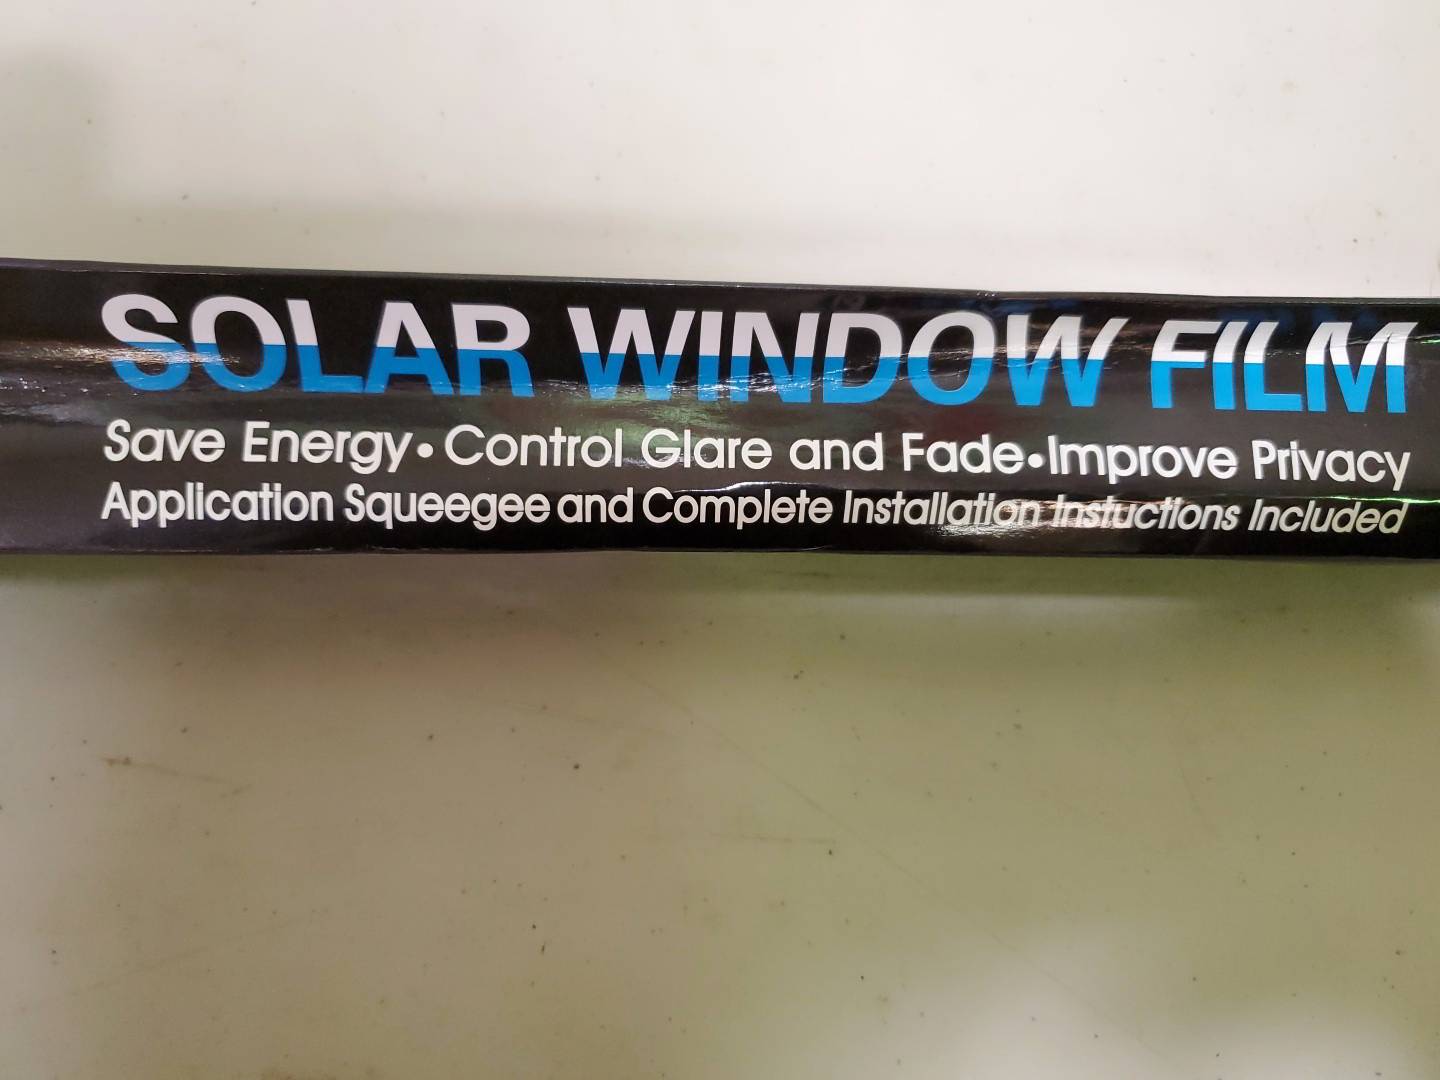 SOLAR WINDOW FILM
Save Energy•Control Glare and Fade•Improve Privacy
Application Squeegee and Complete Installation Instuctions Included